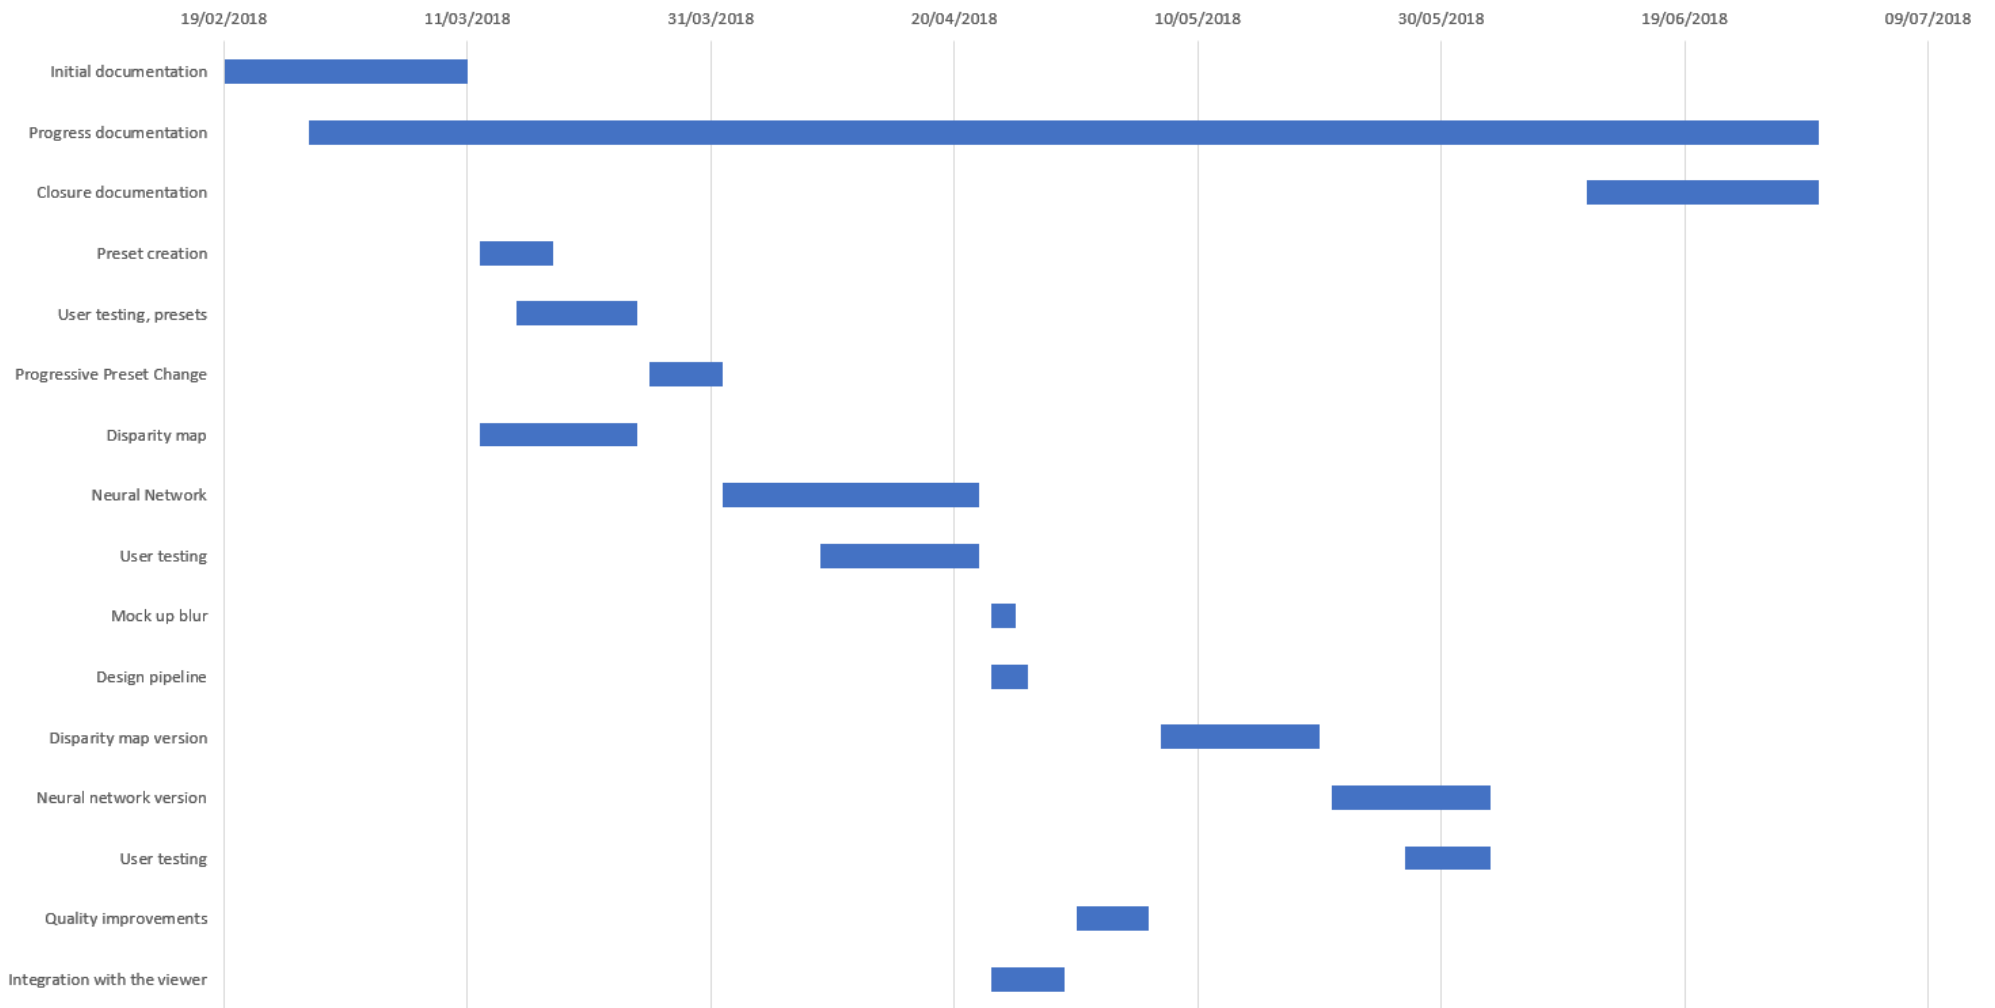 19/02/2018 11/03/2018 31/03/2018 20/04/2018 10/05/2018 30/05/2018 19/06/2018 09/07/2018
Initial documentation
Progress documentation
Closure documentation
Preset creation
User testing, presets
Progressive Preset Change
Disparity map
Neural Network
User testing
Mock up blur
Design pipeline
Disparity map version
Neural network version
User testing
Quality improvements
Integration with the viewer